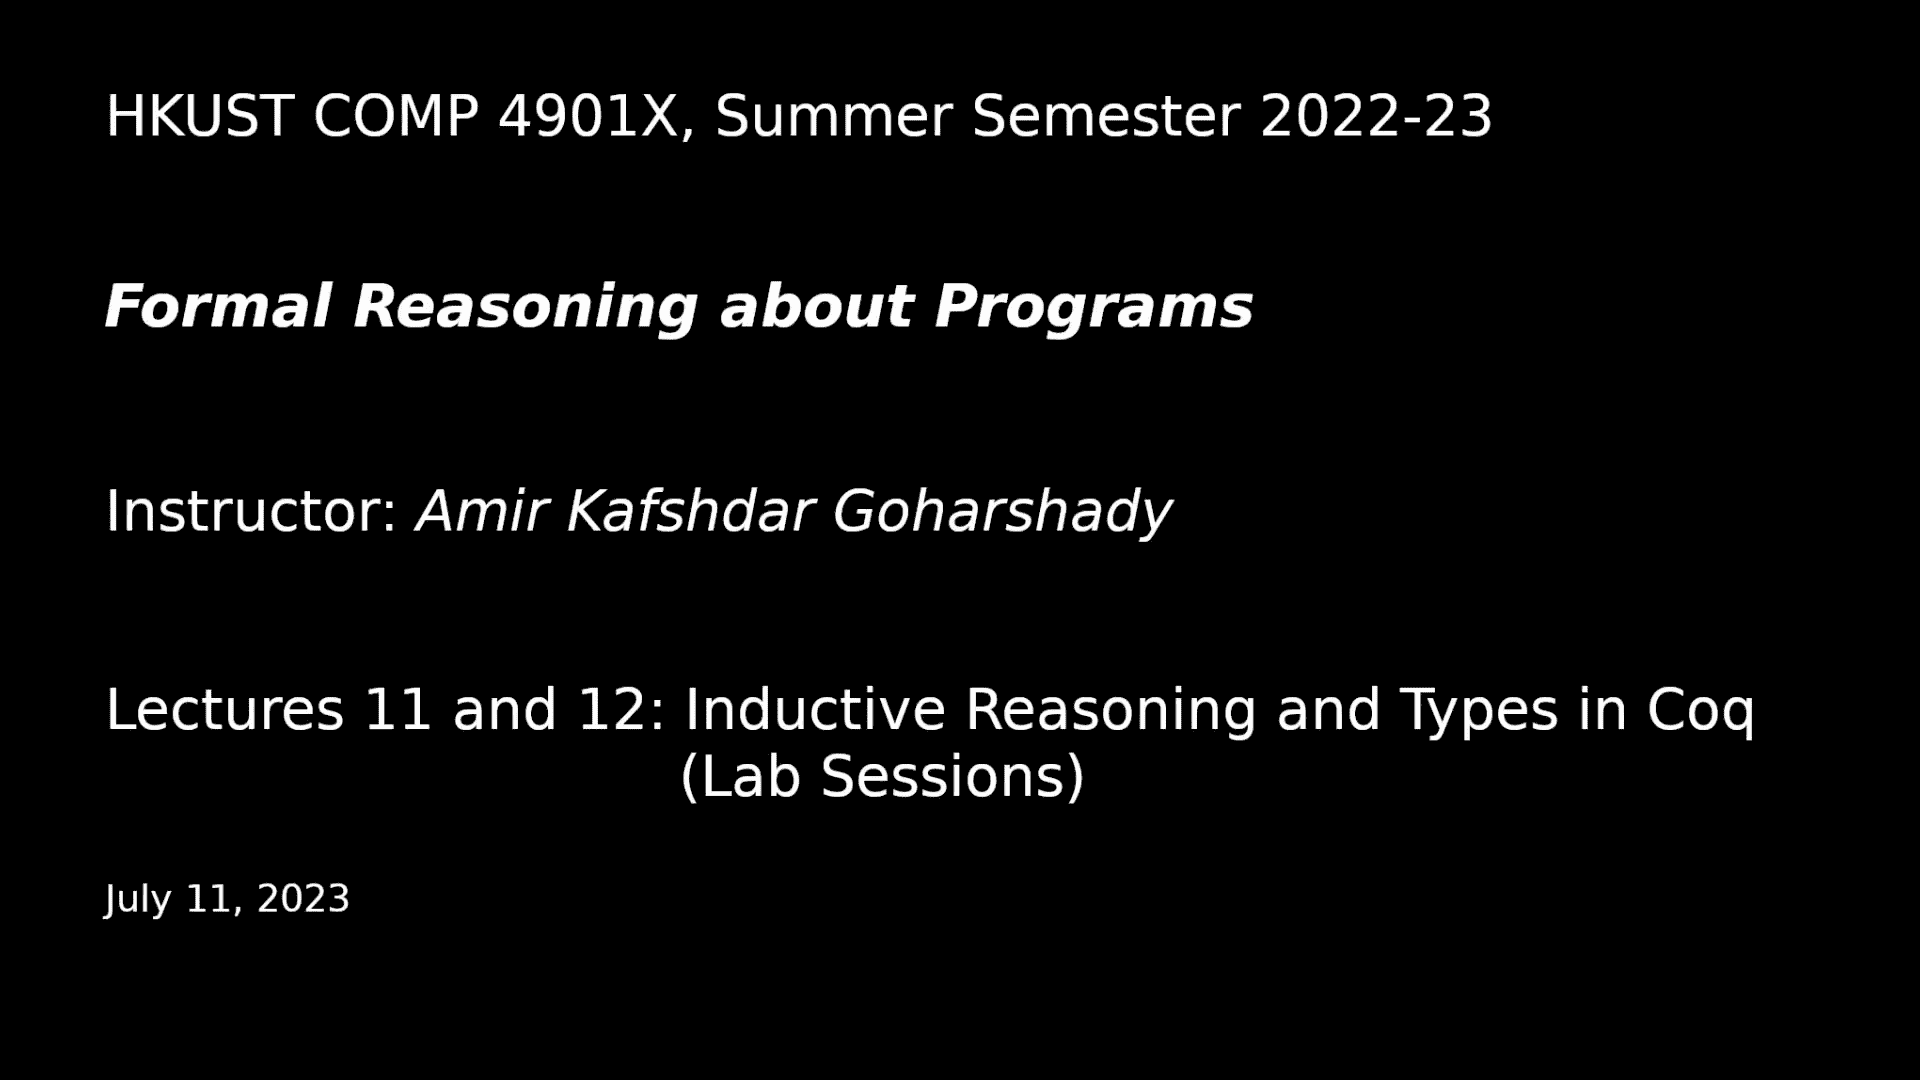 HKUST COMP 4901X, Summer Semester 2022-23
Formal Reasoning about Programs
Instructor: Amir Kafshdar Goharshady
Lectures 11 and 12: Inductive Reasoning and Types in Coq
(Lab Sessions)
July 11, 2023